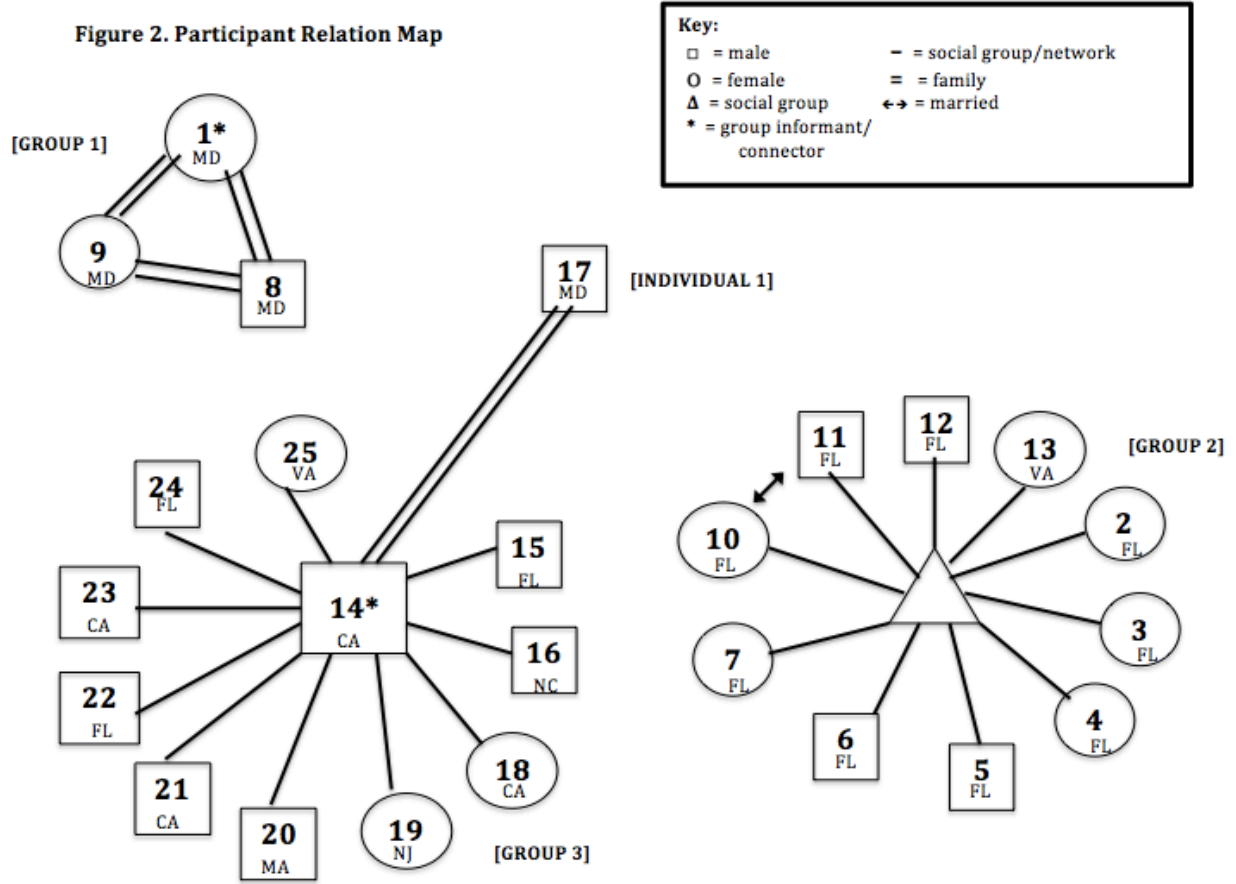 Figure 2. Participant Relation Map
Key:
□ = male
O = female
Δ = social group
* = group informant/
connector
– = social group/network
= = family
↔ = married
[GROUP 1]
1*
MD
9
MD
8
MD
17
MD
[INDIVIDUAL 1]
25
VA
24
FL
23
CA
22
FL
21
CA
20
MA
19
NJ
18
CA
16
NC
15
FL
14*
CA
[GROUP 3]
11
FL
12
FL
13
VA
[GROUP 2]
10
FL
2
FL
3
FL
7
FL
4
FL
6
FL
5
FL